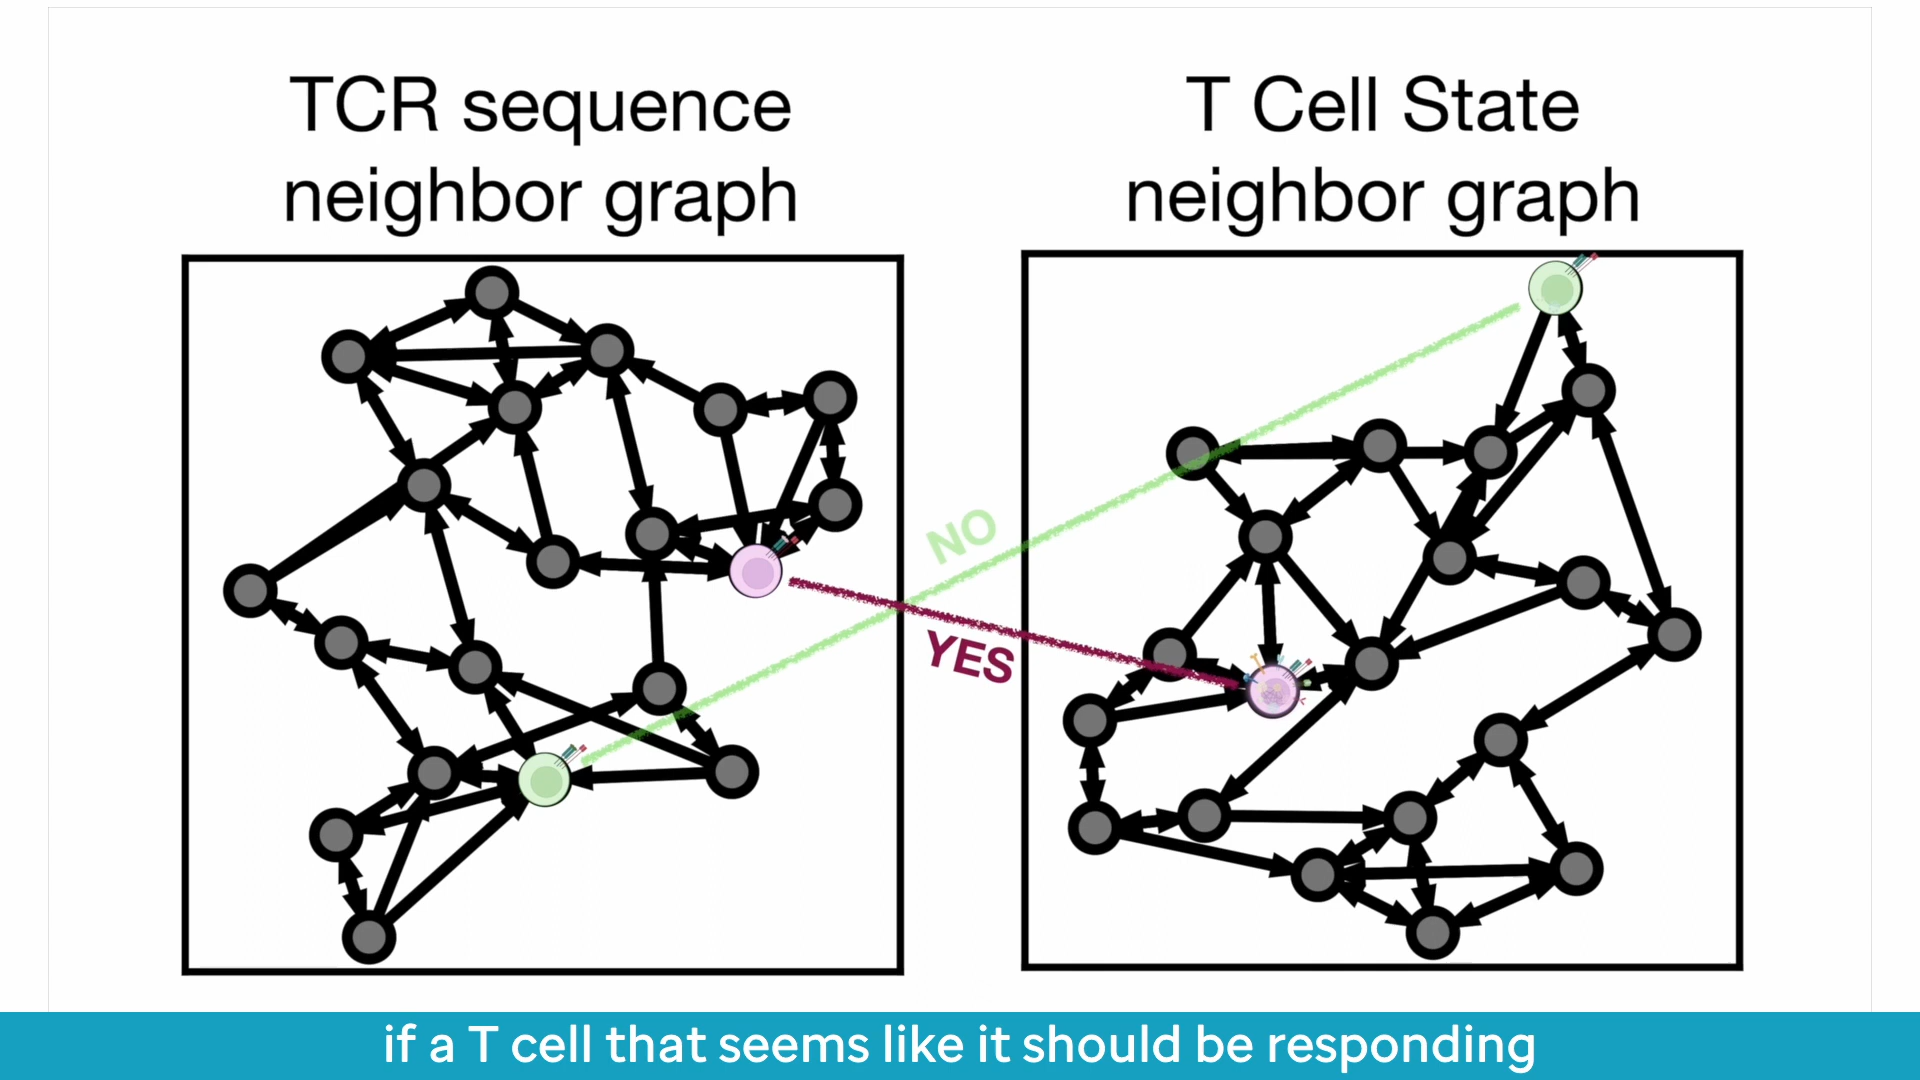 TCR sequence
neighbor graph
T Cell State
neighbor graph
NO
YES
if a T cell that seems like it should be responding